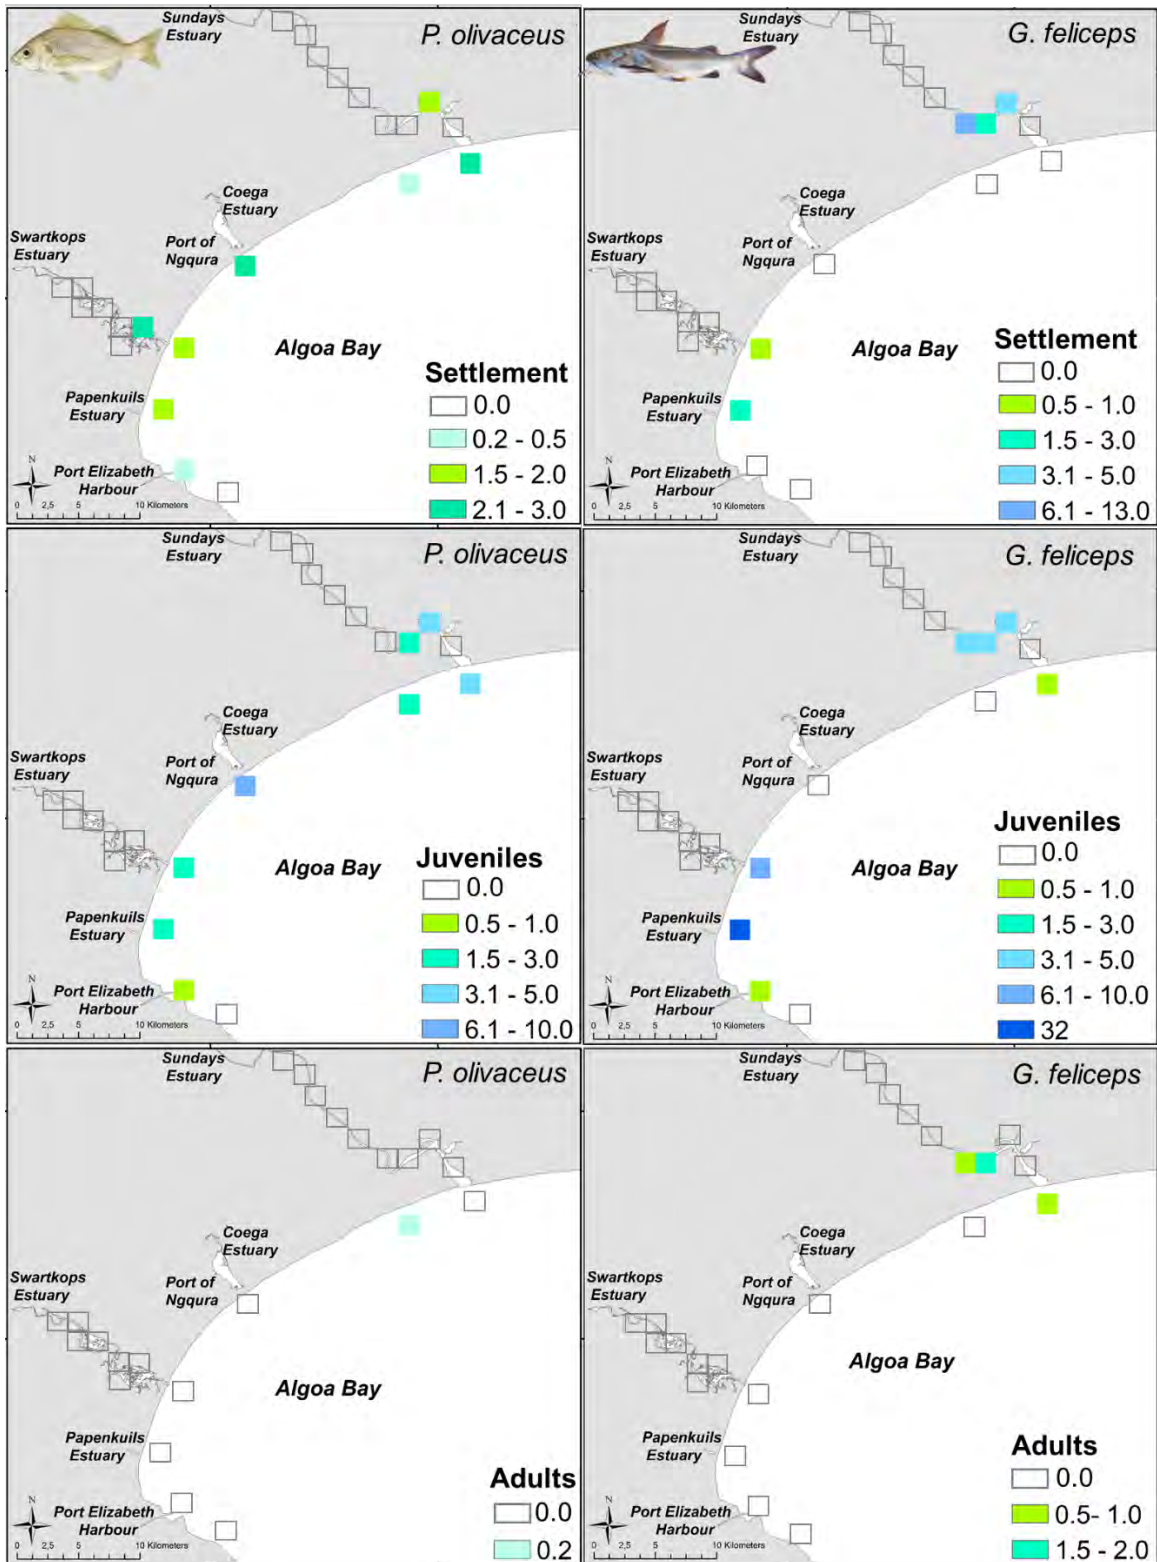 Sundays
Estuary
P. olivaceus
Coega
Estuary
Swartkops
Estuary
Port of
Ngqura
Algoa Bay
Papenkuils
Estuary
Port Elizabeth
Harbour
N
0 2,5 5 10 Kilometers
Settlement
0.0
0.2 - 0.5
1.5 - 2.0
2.1 - 3.0
Sundays
Estuary
G. feliceps
Coega
Estuary
Swartkops
Estuary
Port of
Ngqura
Algoa Bay
Papenkuils
Estuary
Port Elizabeth
Harbour
N
0 2,5 5 10 Kilometers
Settlement
0.0
0.5 - 1.0
1.5 - 3.0
3.1 - 5.0
6.1 - 13.0
Sundays
Estuary
P. olivaceus
Coega
Estuary
Swartkops
Estuary
Port of
Ngqura
Algoa Bay
Papenkuils
Estuary
Port Elizabeth
Harbour
N
0 2,5 5 10 Kilometers
Juveniles
0.0
0.5 - 1.0
1.5 - 3.0
3.1 - 5.0
6.1 - 10.0
Sundays
Estuary
G. feliceps
Coega
Estuary
Swartkops
Estuary
Port of
Ngqura
Algoa Bay
Papenkuils
Estuary
Port Elizabeth
Harbour
N
0 2,5 5 10 Kilometers
Juveniles
0.0
0.5 - 1.0
1.5 - 3.0
3.1 - 5.0
6.1 - 10.0
32
Sundays
Estuary
P. olivaceus
Coega
Estuary
Swartkops
Estuary
Port of
Ngqura
Algoa Bay
Papenkuils
Estuary
Port Elizabeth
Harbour
N
0 2,5 5 10 Kilometers
Adults
0.0
0.2
Sundays
Estuary
G. feliceps
Coega
Estuary
Swartkops
Estuary
Port of
Ngqura
Algoa Bay
Papenkuils
Estuary
Port Elizabeth
Harbour
N
0 2,5 5 10 Kilometers
Adults
0.0
0.5- 1.0
1.5 - 2.0